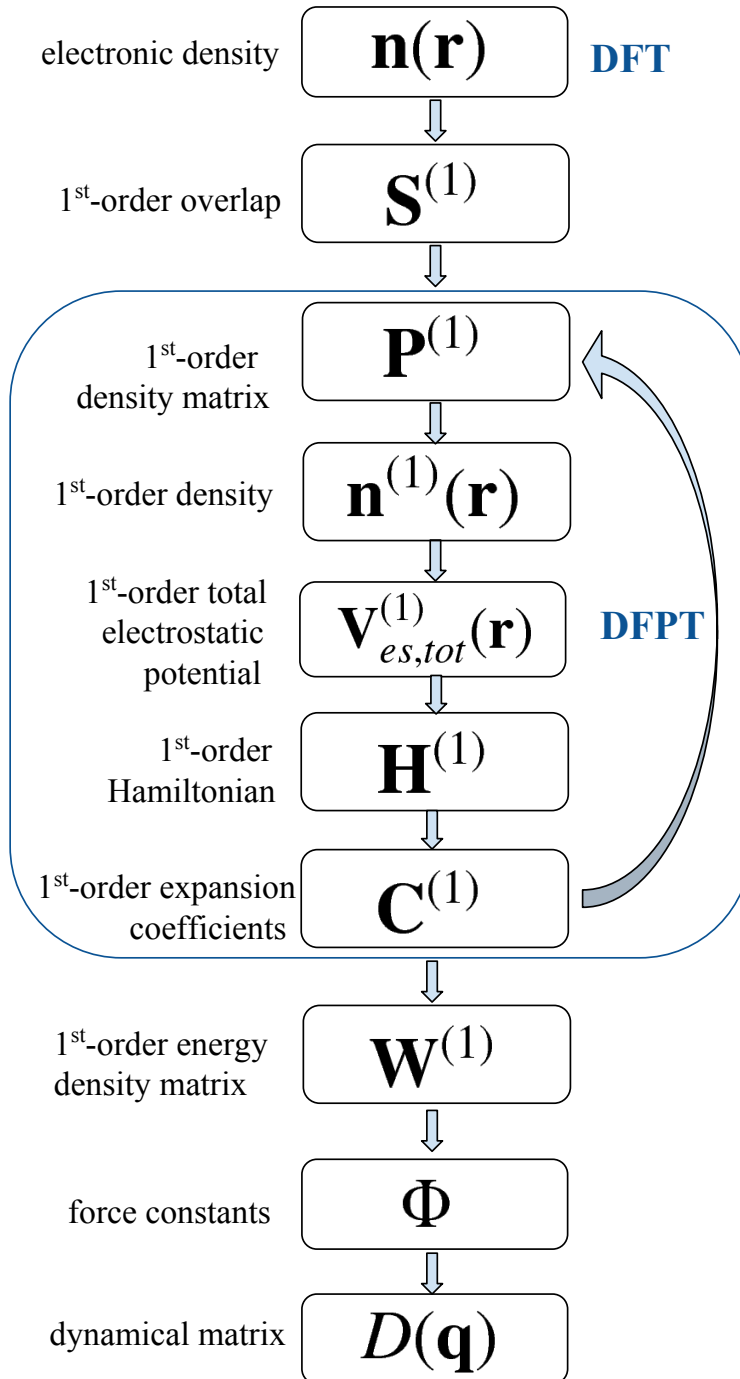 electronic density n(r) DFT
1st-order overlap S(1)
P(1)
1st-order
density matrix
1st-order density n(1)(r)
1st-order total
electrostatic
potential
V(1)es,tot(r)
DFPT
1st-order
Hamiltonian
H(1)
1st-order expansion
coefficients
C(1)
1st-order energy
density matrix
W(1)
force constants Φ
dynamical matrix D(q)